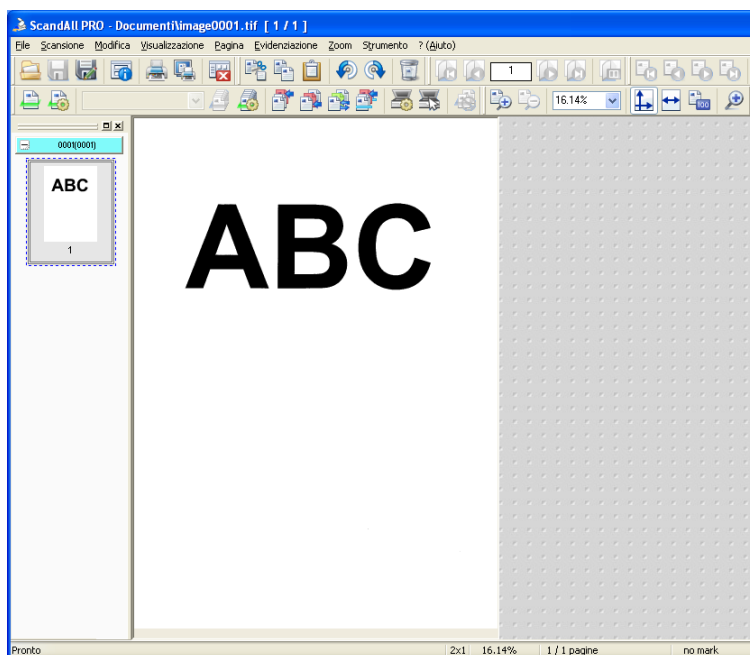 ScandAll PRO - Documenti\image0001.tif [ 1 / 1 ]
File Scansione Modifica Visualizzazione Pagina Evidenziazione Zoom Strumento ? (Aiuto)
1
16.14%
100
0001(0001)
ABC
1
ABC
Pronto 2x1 16.14% 1 / 1 pagine no mark